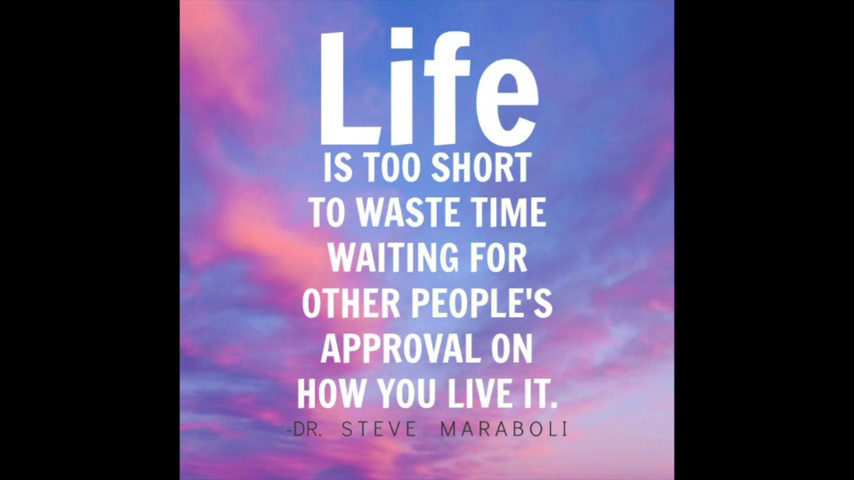 Life
IS TOO SHORT
TO WASTE TIME
WAITING FOR
OTHER PEOPLE'S
APPROVAL ON
HOW YOU LIVE IT.
-DR. STEVE MARABOLI